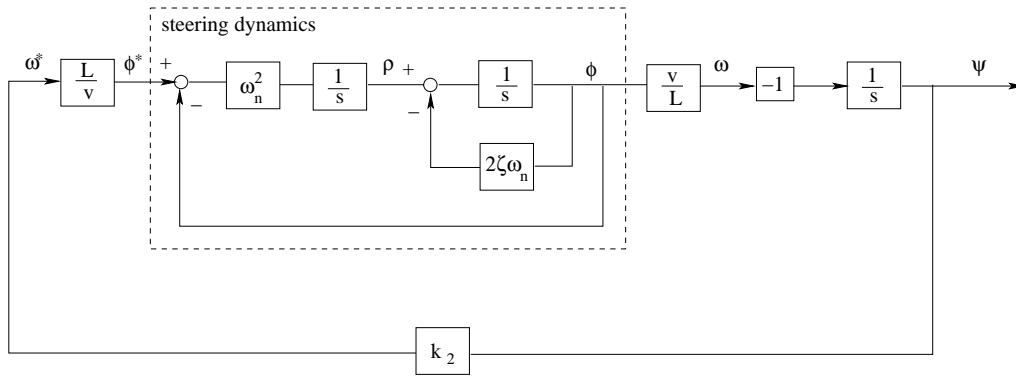 steering dynamics
ω* L/v ϕ* + − ω_n^2 1/s ρ + − 1/s ϕ v/L ω −1 1/s ψ
2ζω_n
k_2